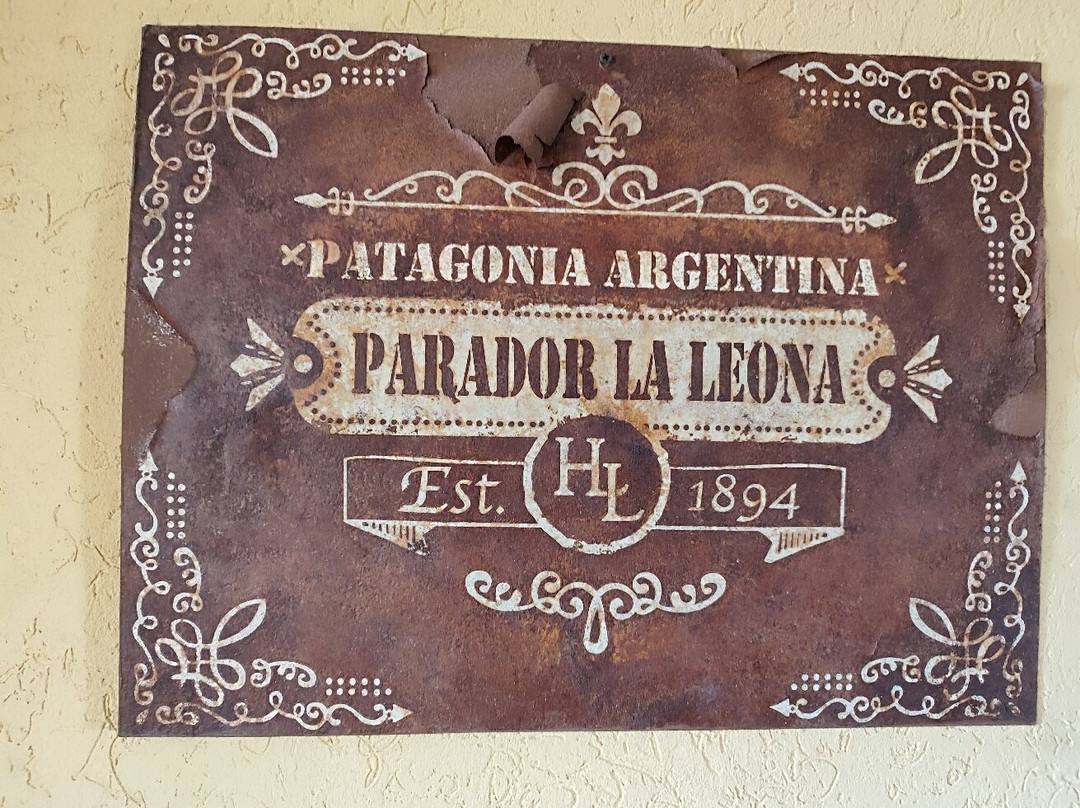 PATAGONIA ARGENTINA
PARADOR LA LEONA
Est. HL 1894